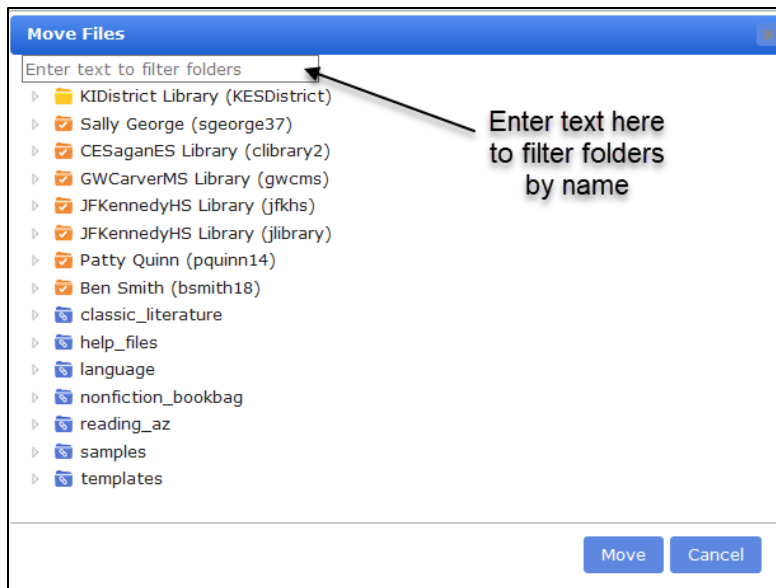 Move Files
Enter text to filter folders
KIDistrict Library (KESDistrict)
Sally George (sgeorge37)
CESaganES Library (clibrary2)
GWCarverMS Library (gwcms)
JFKennedyHS Library (jfkhs)
JFKennedyHS Library (jlibrary)
Patty Quinn (pquinn14)
Ben Smith (bsmith18)
classic_literature
help_files
language
nonfiction_bookbag
reading_az
samples
templates
Enter text here
to filter folders
by name
Move
Cancel